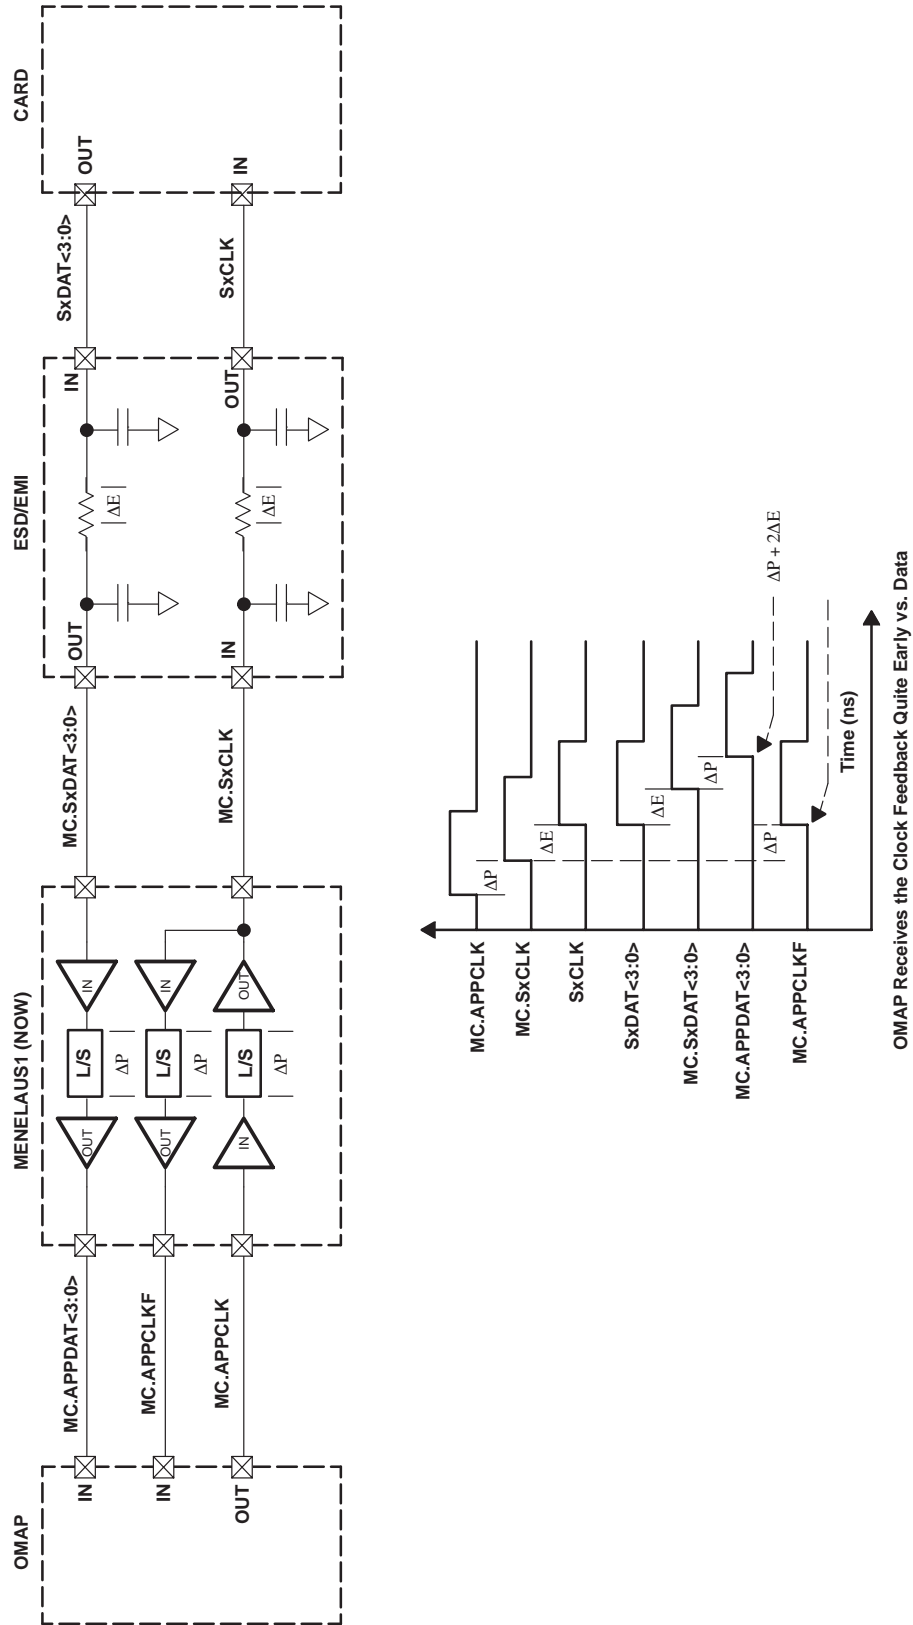 OMAP
MENELAUS1 (NOW)
ESD/EMI
CARD
IN
MC.APPDAT<3:0>
OUT
L/S
IN
ΔP
MC.SxDAT<3:0>
OUT
ΔE
IN
SxDAT<3:0>
OUT
IN
MC.APPCLKF
OUT
L/S
IN
ΔP
OUT
MC.APPCLK
IN
L/S
OUT
ΔP
MC.SxCLK
IN
ΔE
OUT
SxCLK
IN
MC.APPCLK
ΔP
MC.SxCLK
ΔE
SxCLK
SxDAT<3:0>
ΔE
MC.SxDAT<3:0>
ΔP
MC.APPDAT<3:0>
ΔP + 2ΔE
ΔP
MC.APPCLKF
Time (ns)
OMAP Receives the Clock Feedback Quite Early vs. Data